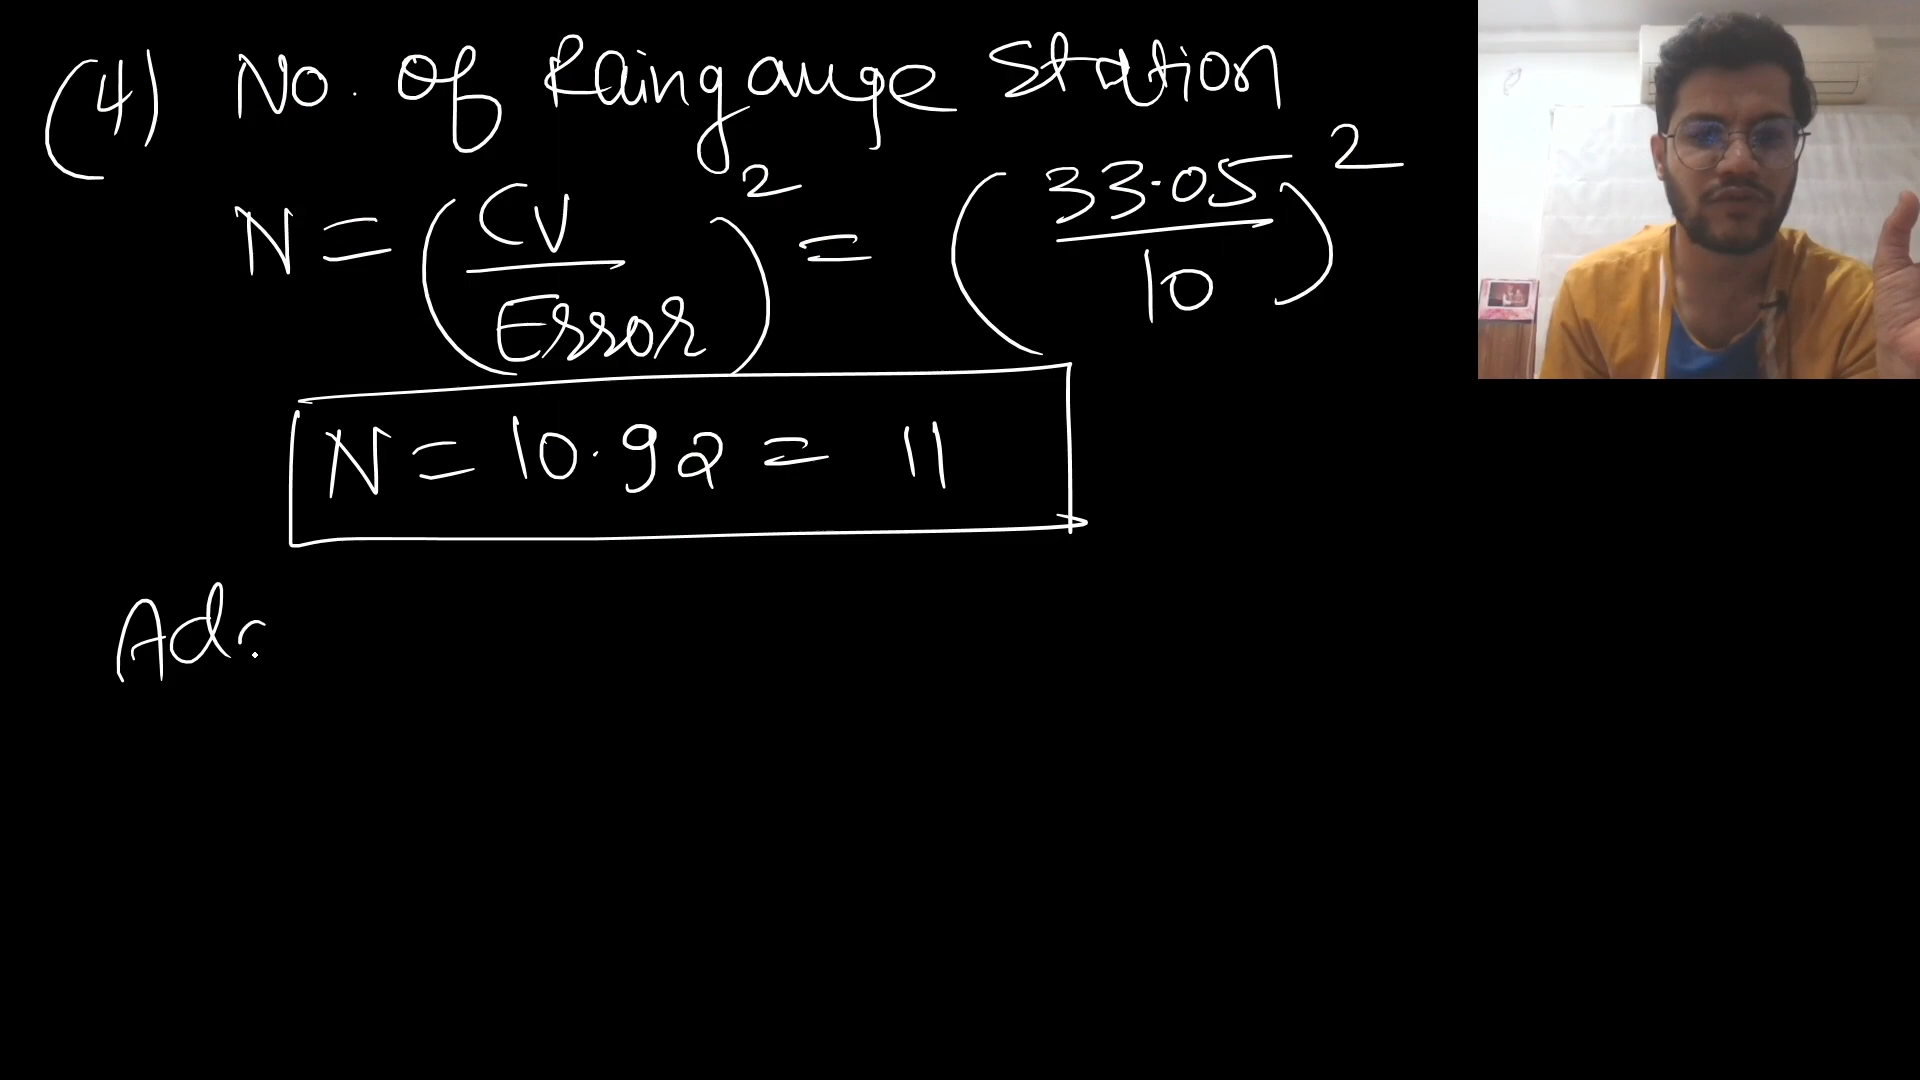 (4) No. of Raingauge Station
N = (CV / Error)² = (33.05 / 10)²
N = 10.92 = 11
Ad